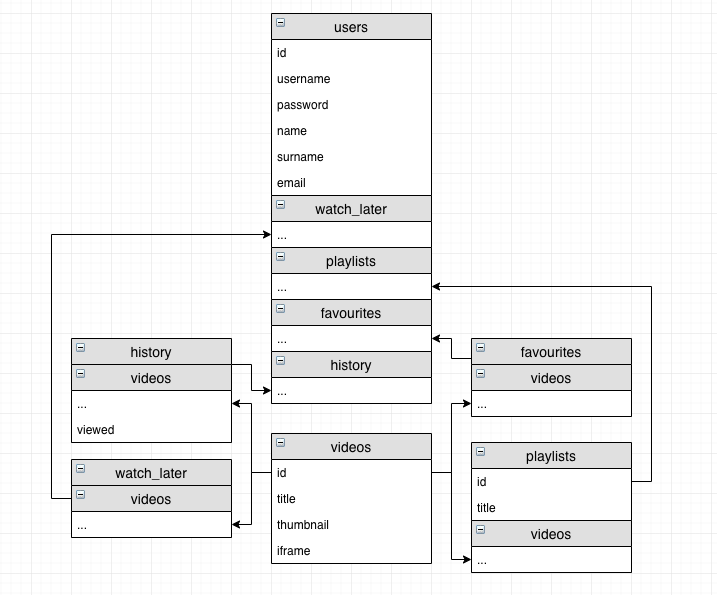 users
id
username
password
name
surname
email
watch_later
...
playlists
...
favourites
...
history
...
history
videos
...
viewed
watch_later
videos
...
videos
id
title
thumbnail
iframe
favourites
videos
...
playlists
id
title
videos
...